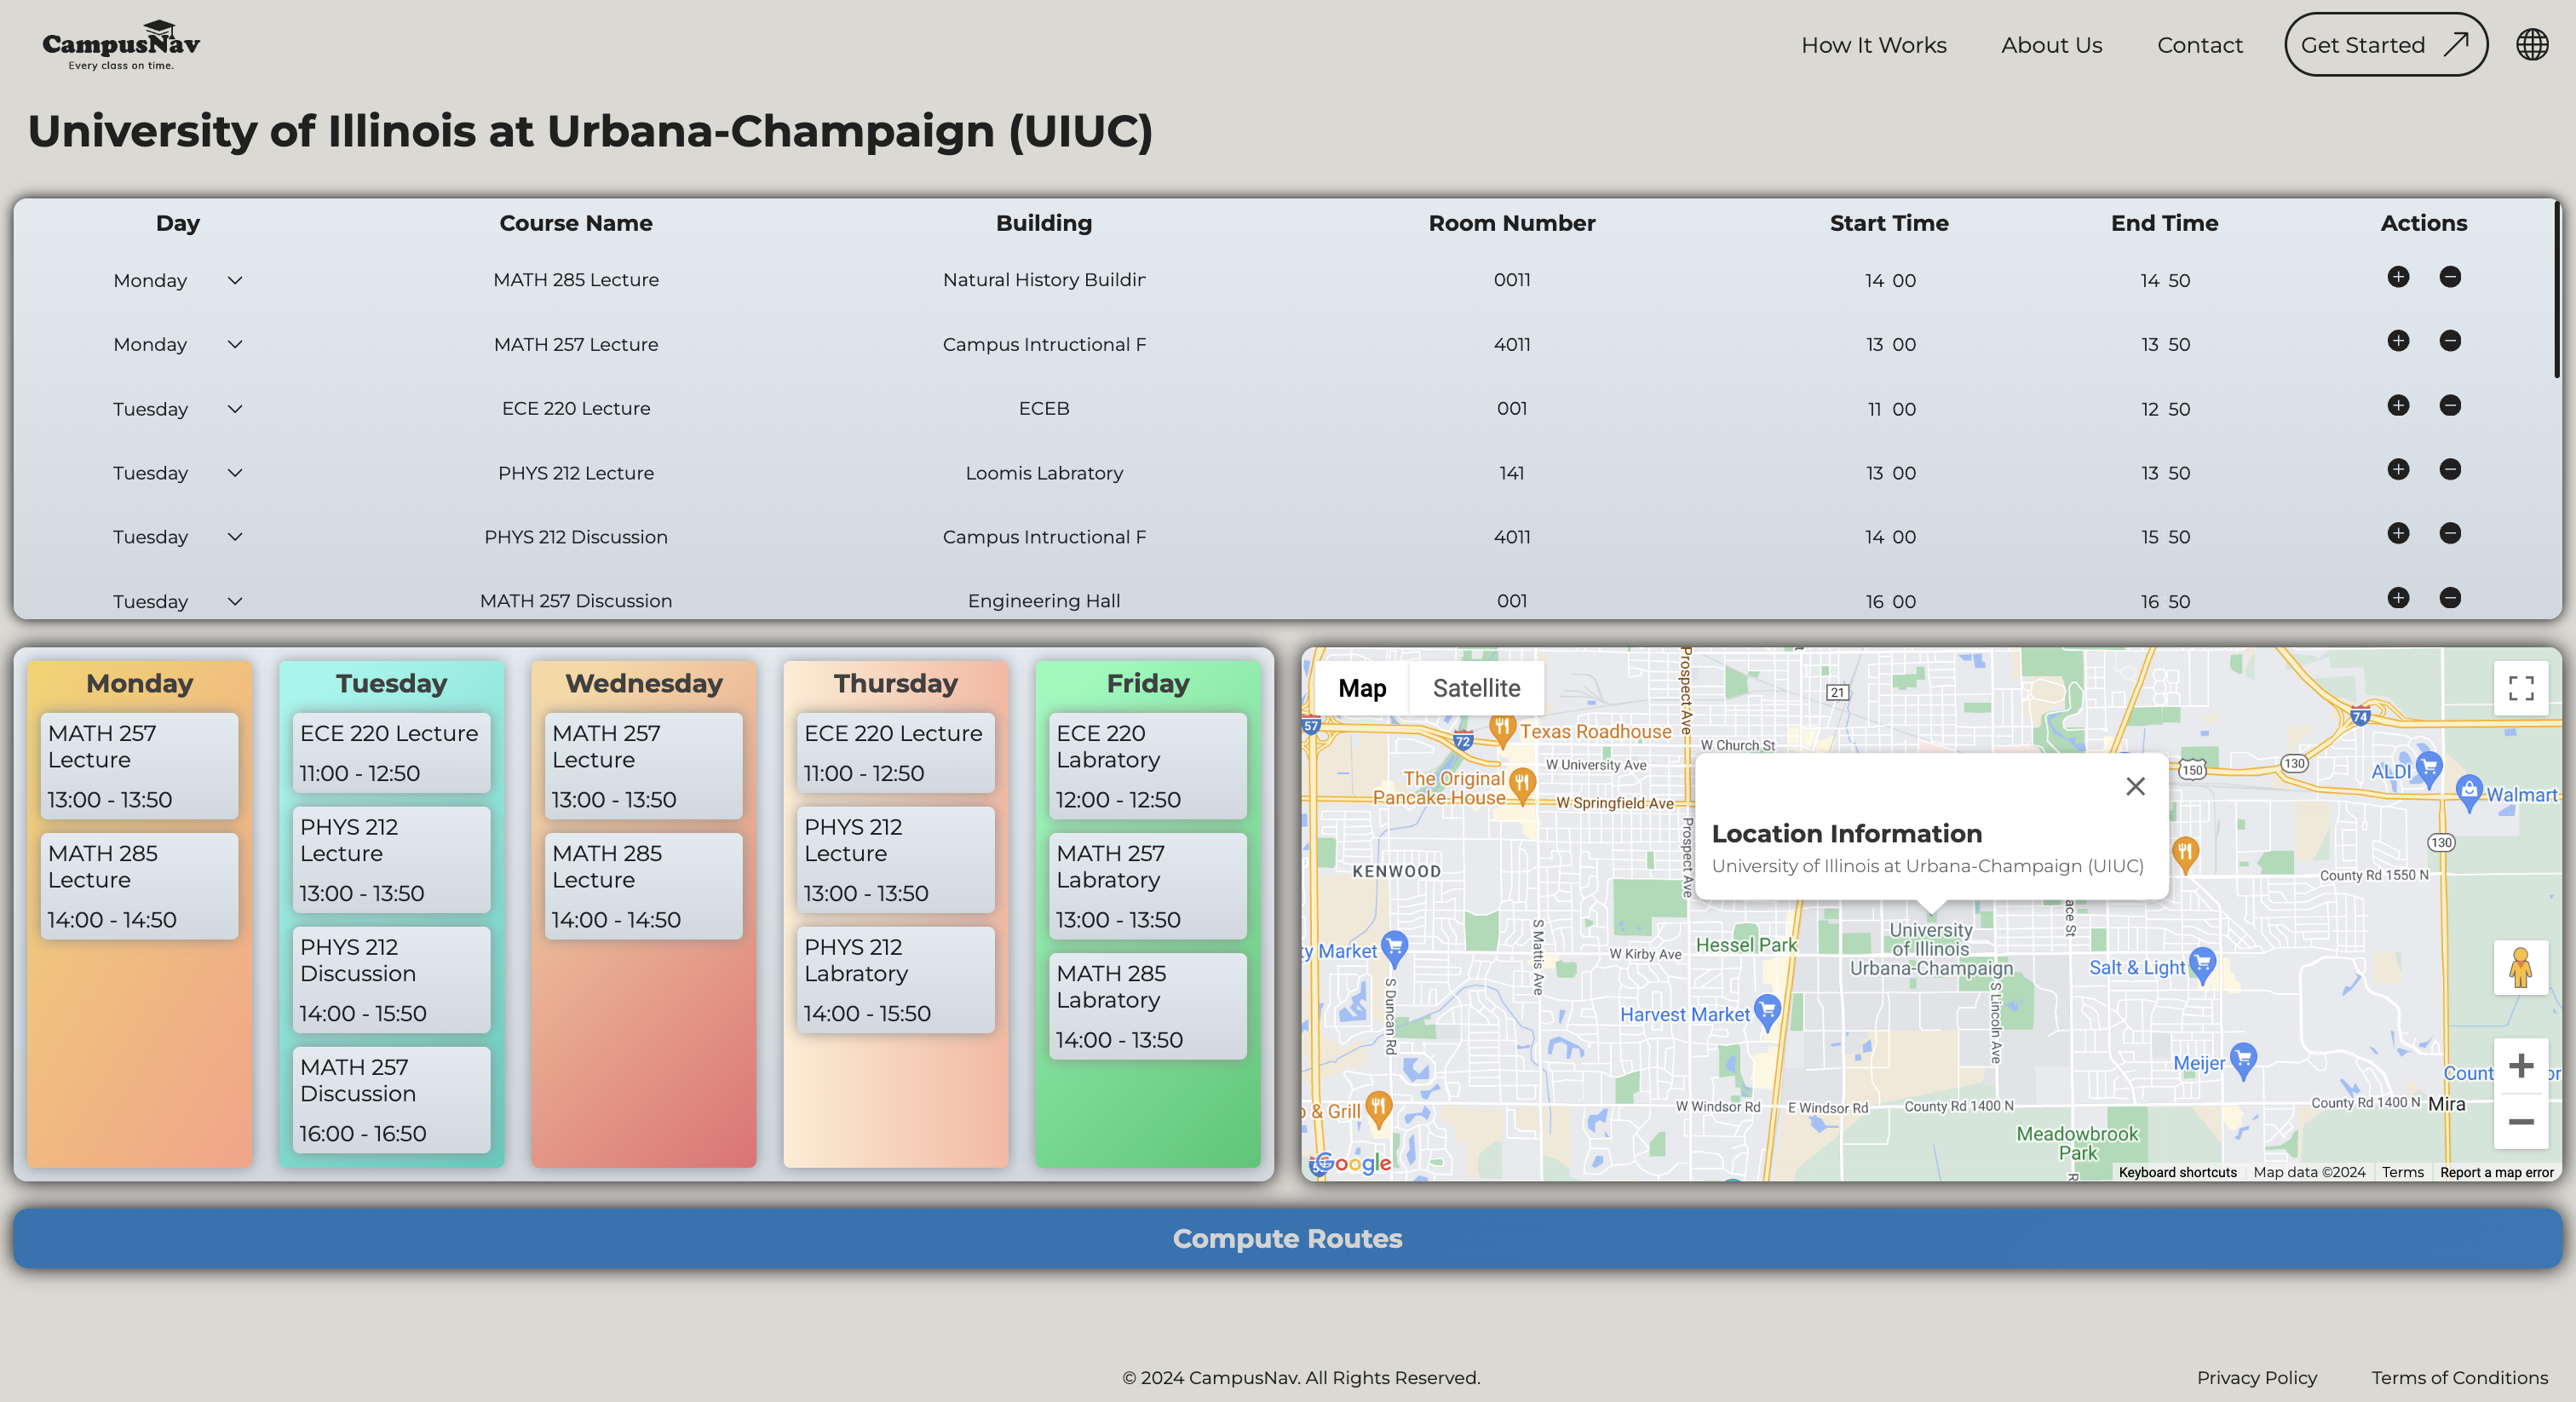 CampusNav
Every class on time.
How It Works
About Us
Contact
Get Started
University of Illinois at Urbana-Champaign (UIUC)
Day Course Name Building Room Number Start Time End Time Actions
Monday MATH 285 Lecture Natural History Buildin 0011 14 00 14 50
Monday MATH 257 Lecture Campus Intructional F 4011 13 00 13 50
Tuesday ECE 220 Lecture ECEB 001 11 00 12 50
Tuesday PHYS 212 Lecture Loomis Labratory 141 13 00 13 50
Tuesday PHYS 212 Discussion Campus Intructional F 4011 14 00 15 50
Tuesday MATH 257 Discussion Engineering Hall 001 16 00 16 50
Monday
MATH 257
Lecture
13:00 - 13:50
MATH 285
Lecture
14:00 - 14:50
Tuesday
ECE 220 Lecture
11:00 - 12:50
PHYS 212
Lecture
13:00 - 13:50
PHYS 212
Discussion
14:00 - 15:50
MATH 257
Discussion
16:00 - 16:50
Wednesday
MATH 257
Lecture
13:00 - 13:50
MATH 285
Lecture
14:00 - 14:50
Thursday
ECE 220 Lecture
11:00 - 12:50
PHYS 212
Lecture
13:00 - 13:50
PHYS 212
Labratory
14:00 - 15:50
Friday
ECE 220
Labratory
12:00 - 12:50
MATH 257
Labratory
13:00 - 13:50
MATH 285
Labratory
14:00 - 13:50
Map
Satellite
Prospect Ave
21
57
72
74
Texas Roadhouse
W Church St
W University Ave
150
130
ALDI
The Original
Pancake House
W Springfield Ave
Walmart
Prospect Ave
Location Information
University of Illinois at Urbana-Champaign (UIUC)
130
KENWOOD
County Rd 1550 N
ace St
S Mattis Ave
ty Market
W Kirby Ave
Hessel Park
University
of Illinois
Urbana-Champaign
Salt & Light
S Duncan Rd
Harvest Market
S Lincoln Ave
Meijer
Count
or
o & Grill
W Windsor Rd
E Windsor Rd
County Rd 1400 N
County Rd 1400 N
Mira
Meadowbrook
Park
R
Google
Keyboard shortcuts
Map data ©2024
Terms
Report a map error
Compute Routes
© 2024 CampusNav. All Rights Reserved.
Privacy Policy
Terms of Conditions